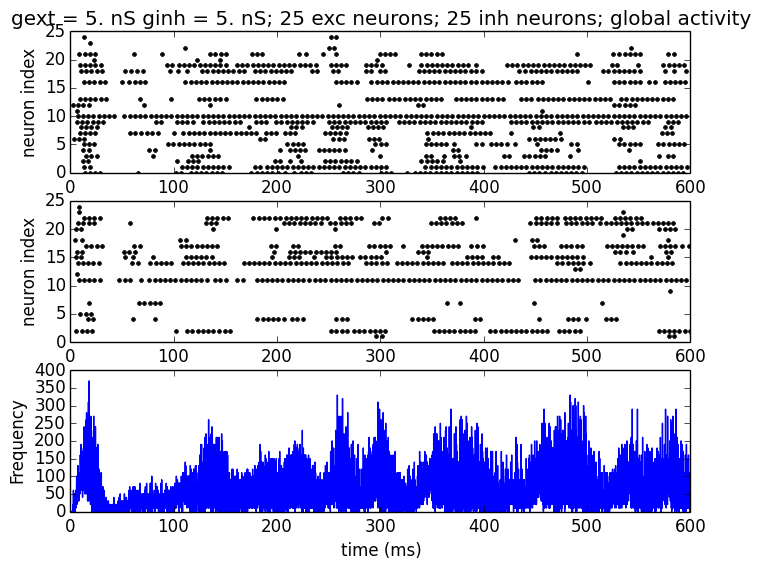 gext = 5. nS ginh = 5. nS; 25 exc neurons; 25 inh neurons; global activity
25
20
15
10
5
0
neuron index
0 100 200 300 400 500 600
25
20
15
10
5
0
neuron index
0 100 200 300 400 500 600
400
350
300
250
200
150
100
50
0
Frequency
0 100 200 300 400 500 600
time (ms)